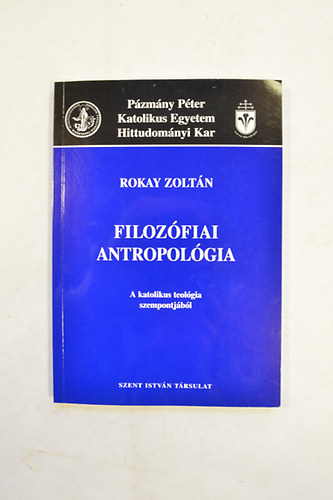 Pázmány Péter
Katolikus Egyetem
Hittudományi Kar
ROKAY ZOLTÁN
FILOZÓFIAI
ANTROPOLÓGIA
A katolikus teológia
szempontjából
SZENT ISTVÁN TÁRSULAT